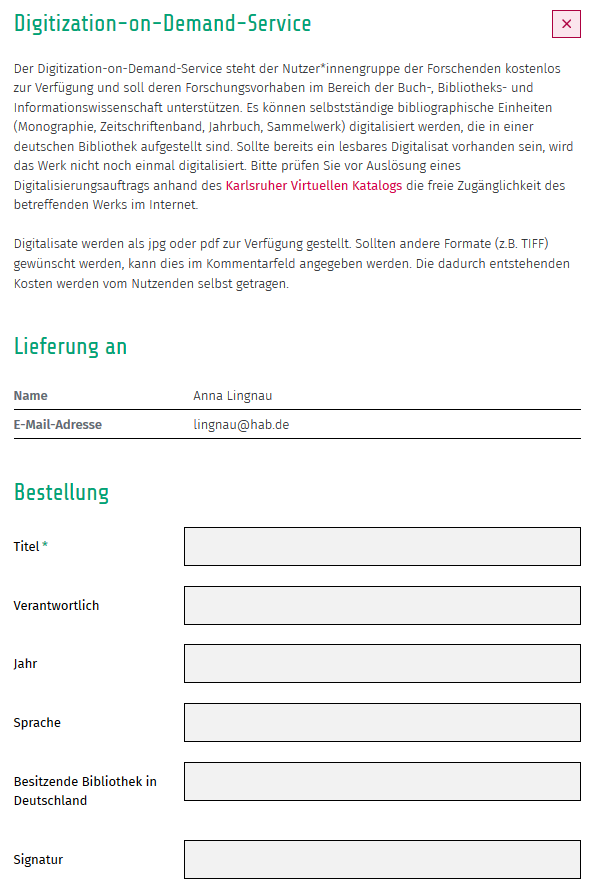 Digitization-on-Demand-Service
Der Digitization-on-Demand-Service steht der Nutzer*innengruppe der Forschenden kostenlos
zur Verfügung und soll deren Forschungsvorhaben im Bereich der Buch-, Bibliotheks- und
Informationswissenschaft unterstützen. Es können selbstständige bibliographische Einheiten
(Monographie, Zeitschriftenband, Jahrbuch, Sammelwerk) digitalisiert werden, die in einer
deutschen Bibliothek aufgestellt sind. Sollte bereits ein lesbares Digitalisat vorhanden sein, wird
das Werk nicht noch einmal digitalisiert. Bitte prüfen Sie vor Auslösung eines
Digitalisierungsauftrags anhand des Karlsruher Virtuellen Katalogs die freie Zugänglichkeit des
betreffenden Werks im Internet.
Digitalisate werden als jpg oder pdf zur Verfügung gestellt. Sollten andere Formate (z.B. TIFF)
gewünscht werden, kann dies im Kommentarfeld angegeben werden. Die dadurch entstehenden
Kosten werden vom Nutzenden selbst getragen.
Lieferung an
Name Anna Lingnau
E-Mail-Adresse lingnau@hab.de
Bestellung
Titel *
Verantwortlich
Jahr
Sprache
Besitzende Bibliothek in
Deutschland
Signatur